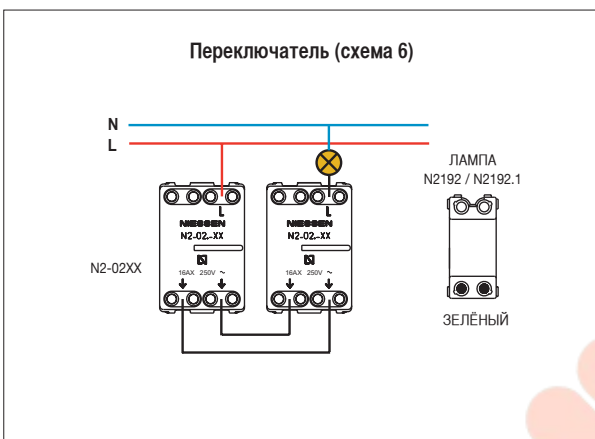 Переключатель (схема 6)
N
L
ЛАМПА
N2192 / N2192.1
L
NIESSEN
N2-02.-XX
16AX 250V ~
L
NIESSEN
N2-02.-XX
16AX 250V ~
N2-02XX
ЗЕЛЁНЫЙ